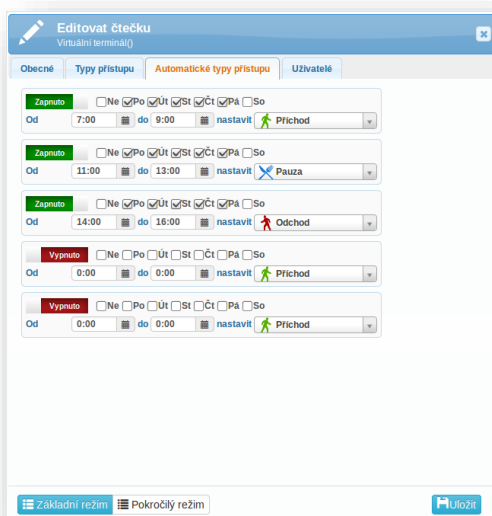 Editovat čtečku
Virtuální terminál()
Obecné Typy přístupu Automatické typy přístupu Uživatelé
Zapnuto Ne Po Út St Čt Pá So
Od 7:00 do 9:00 nastavit Příchod
Zapnuto Ne Po Út St Čt Pá So
Od 11:00 do 13:00 nastavit Pauza
Zapnuto Ne Po Út St Čt Pá So
Od 14:00 do 16:00 nastavit Odchod
Vypnuto Ne Po Út St Čt Pá So
Od 0:00 do 0:00 nastavit Příchod
Vypnuto Ne Po Út St Čt Pá So
Od 0:00 do 0:00 nastavit Příchod
Základní režim Pokročilý režim Uložit